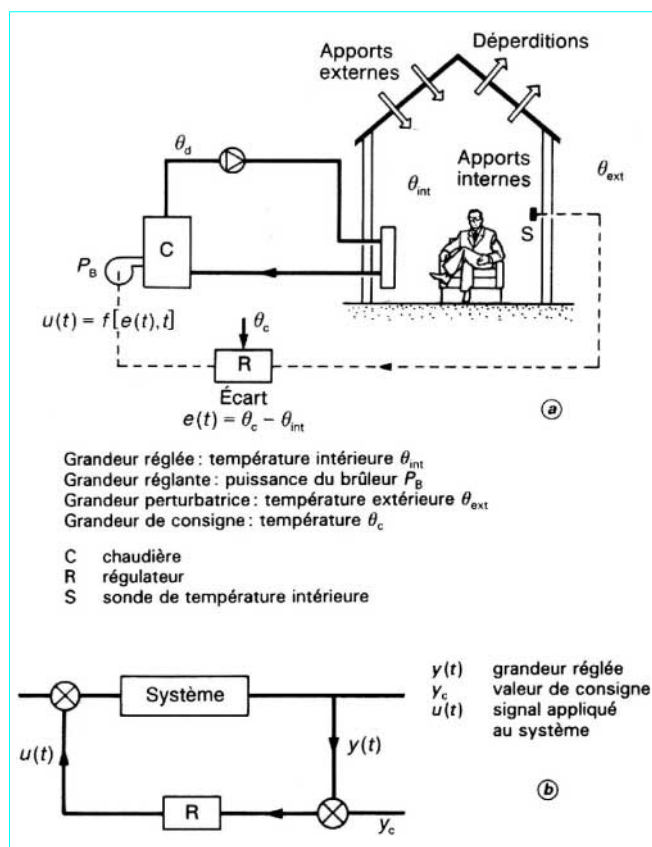 Apports
externes
Déperditions
θd
Apports
internes
θint
θext
S
C
PB
u(t) = f[e(t),t]
θc
R
Écart
e(t) = θc − θint
a
Grandeur réglée : température intérieure θint
Grandeur réglante : puissance du brûleur PB
Grandeur perturbatrice : température extérieure θext
Grandeur de consigne : température θc
C chaudière
R régulateur
S sonde de température intérieure
Système
y(t) grandeur réglée
yc valeur de consigne
u(t) signal appliqué
au système
u(t)
y(t)
R
yc
b